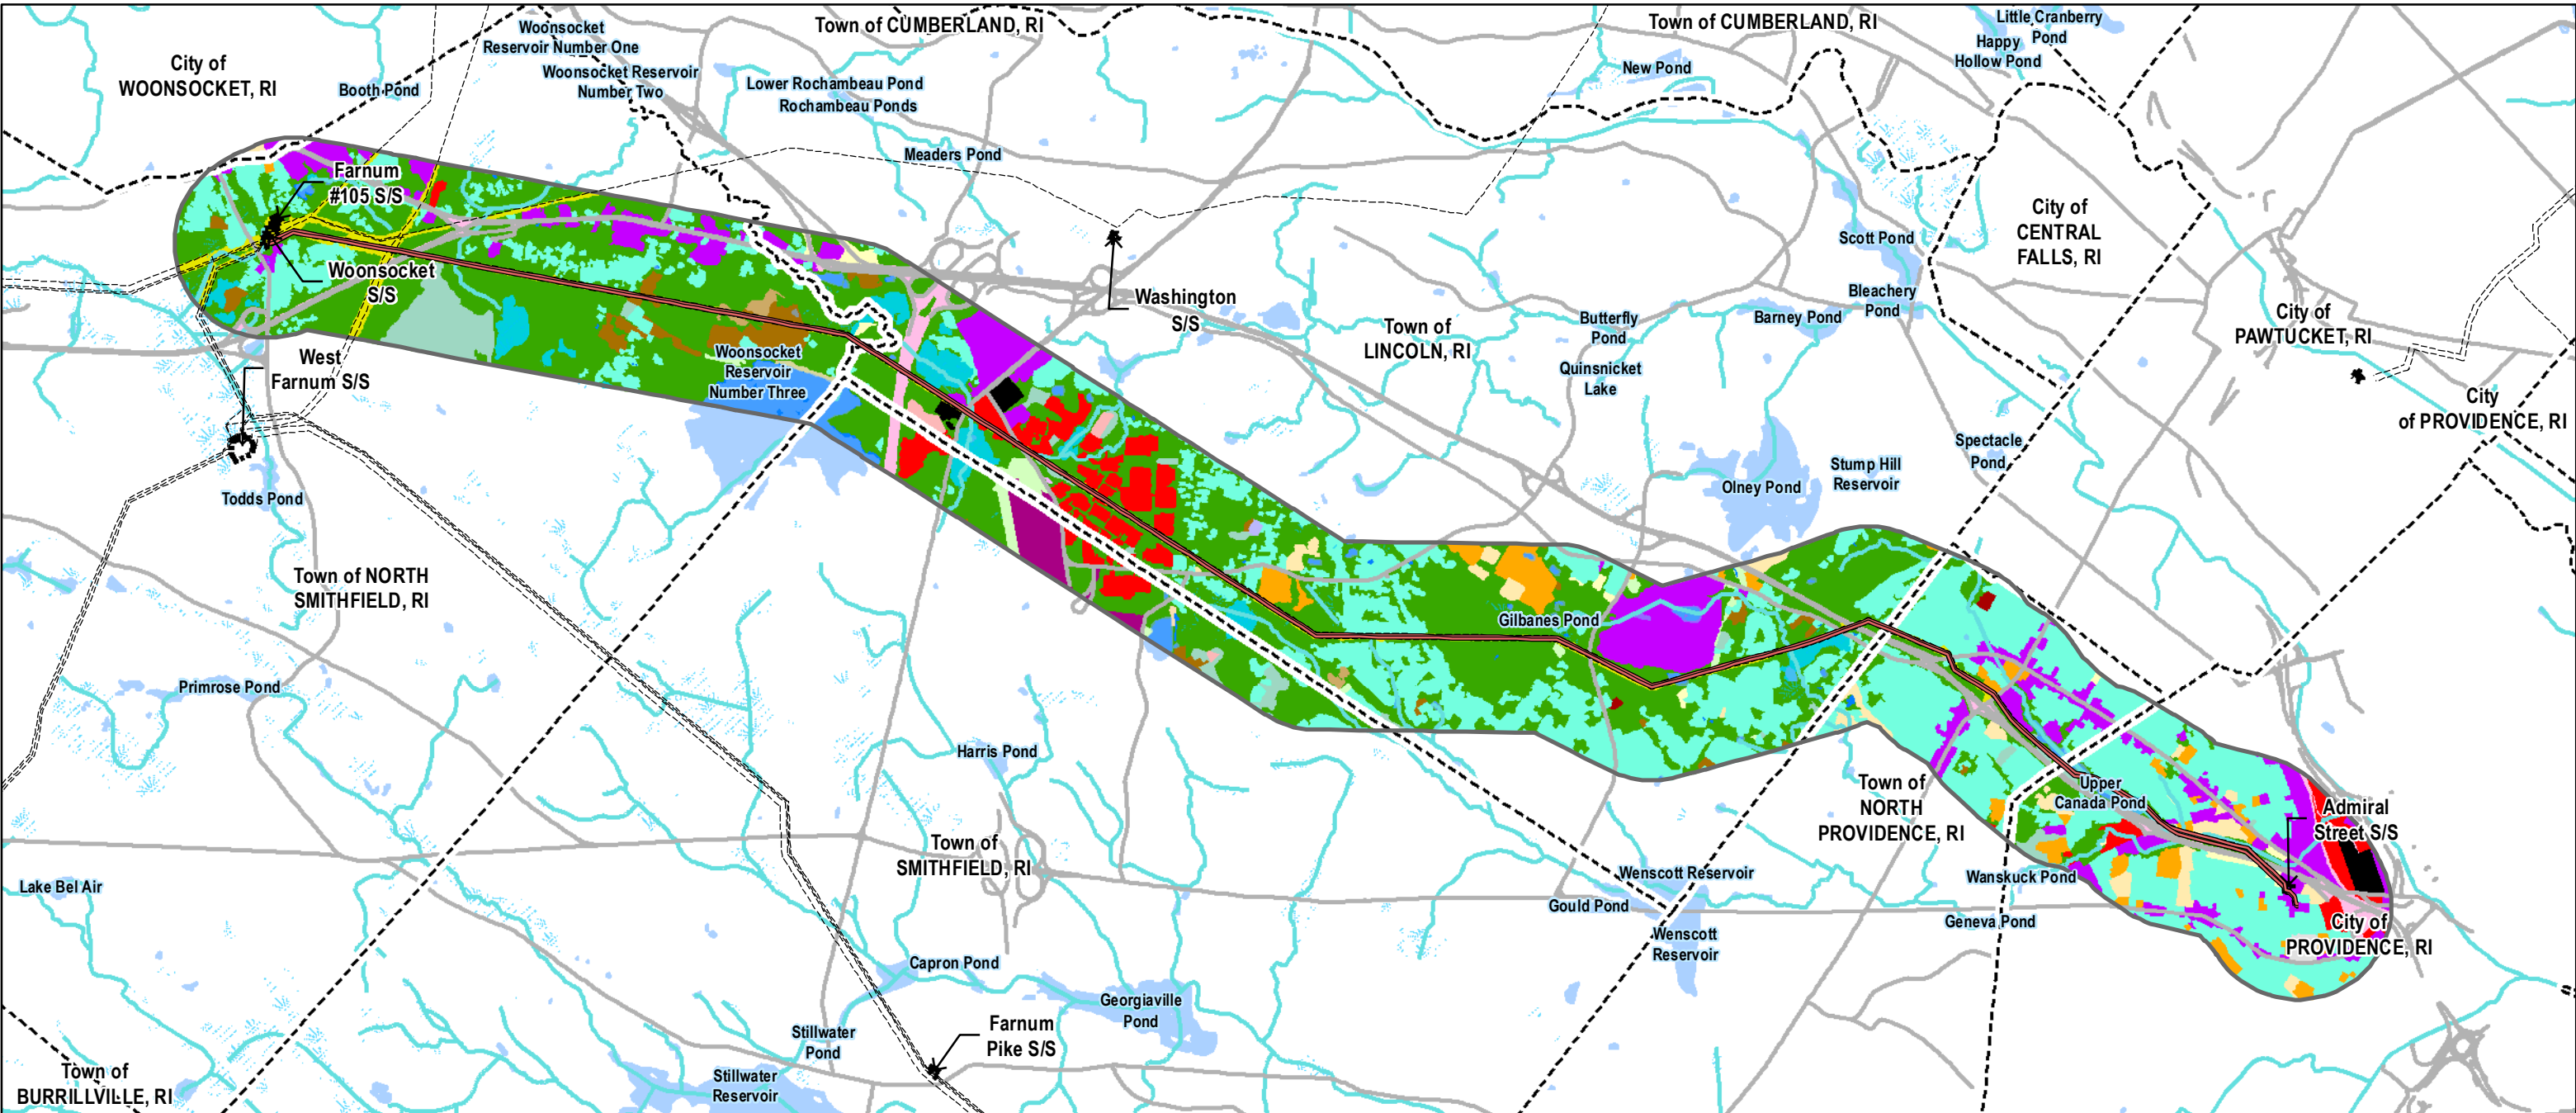 City of
WOONSOCKET, RI
Booth Pond
Woonsocket
Reservoir Number One
Woonsocket Reservoir
Number Two
Town of CUMBERLAND, RI
Lower Rochambeau Pond
Rochambeau Ponds
Meaders Pond
Town of CUMBERLAND, RI
New Pond
Little Cranberry
Pond
Happy
Hollow Pond
Farnum
#105 S/S
Woonsocket
S/S
West
Farnum S/S
Todds Pond
Woonsocket
Reservoir
Number Three
Washington
S/S
Town of
LINCOLN, RI
Butterfly
Pond
Quinsnicket
Lake
Barney Pond
Scott Pond
Bleachery
Pond
City of
CENTRAL
FALLS, RI
City of
PAWTUCKET, RI
City
of PROVIDENCE, RI
Spectacle
Pond
Stump Hill
Reservoir
Olney Pond
Town of NORTH
SMITHFIELD, RI
Primrose Pond
Gilbanes Pond
Harris Pond
Town of
SMITHFIELD, RI
Town of
NORTH
PROVIDENCE, RI
Upper
Canada Pond
Admiral
Street S/S
City of
PROVIDENCE, RI
Wanskuck Pond
Geneva Pond
Wenscott Reservoir
Gould Pond
Wenscott
Reservoir
Lake Bel Air
Capron Pond
Georgiaville
Pond
Stillwater
Pond
Farnum
Pike S/S
Stillwater
Reservoir
Town of
BURRILLVILLE, RI